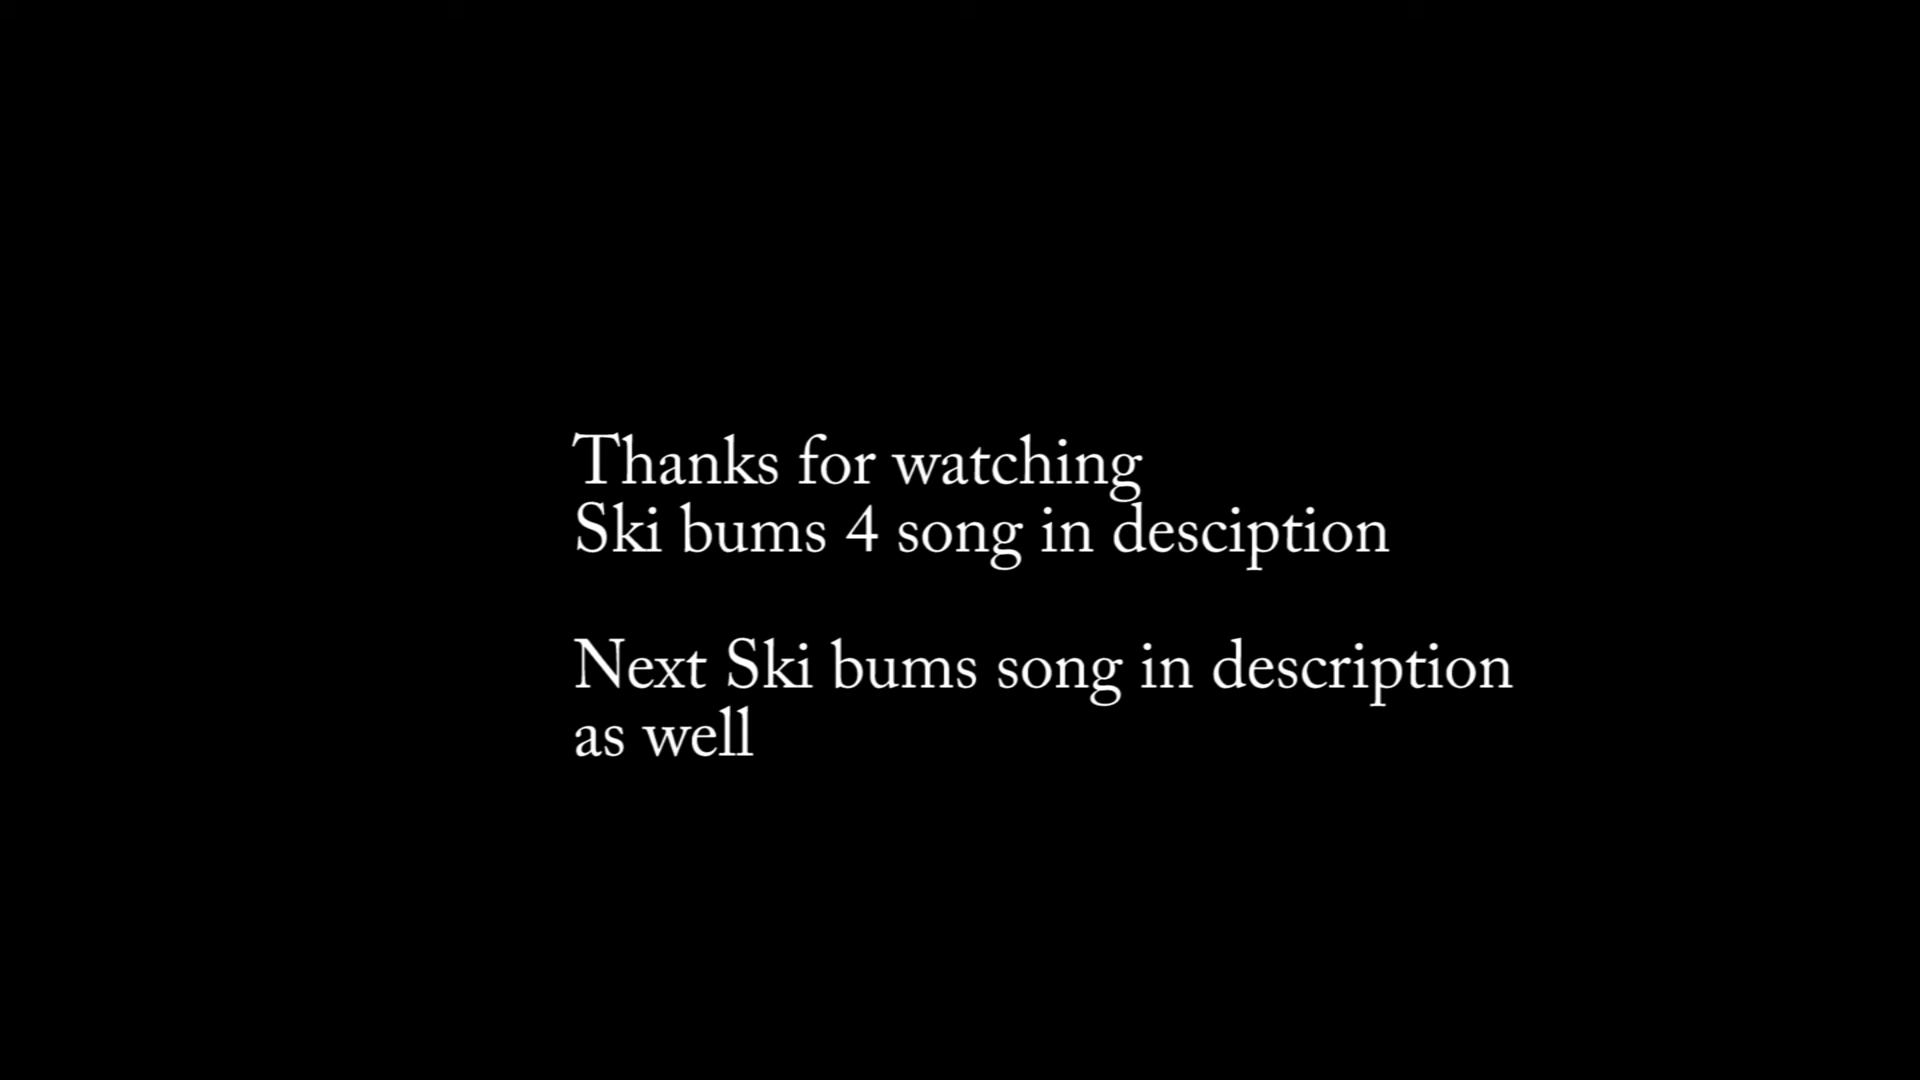 Thanks for watching
Ski bums 4 song in desciption
Next Ski bums song in description
as well